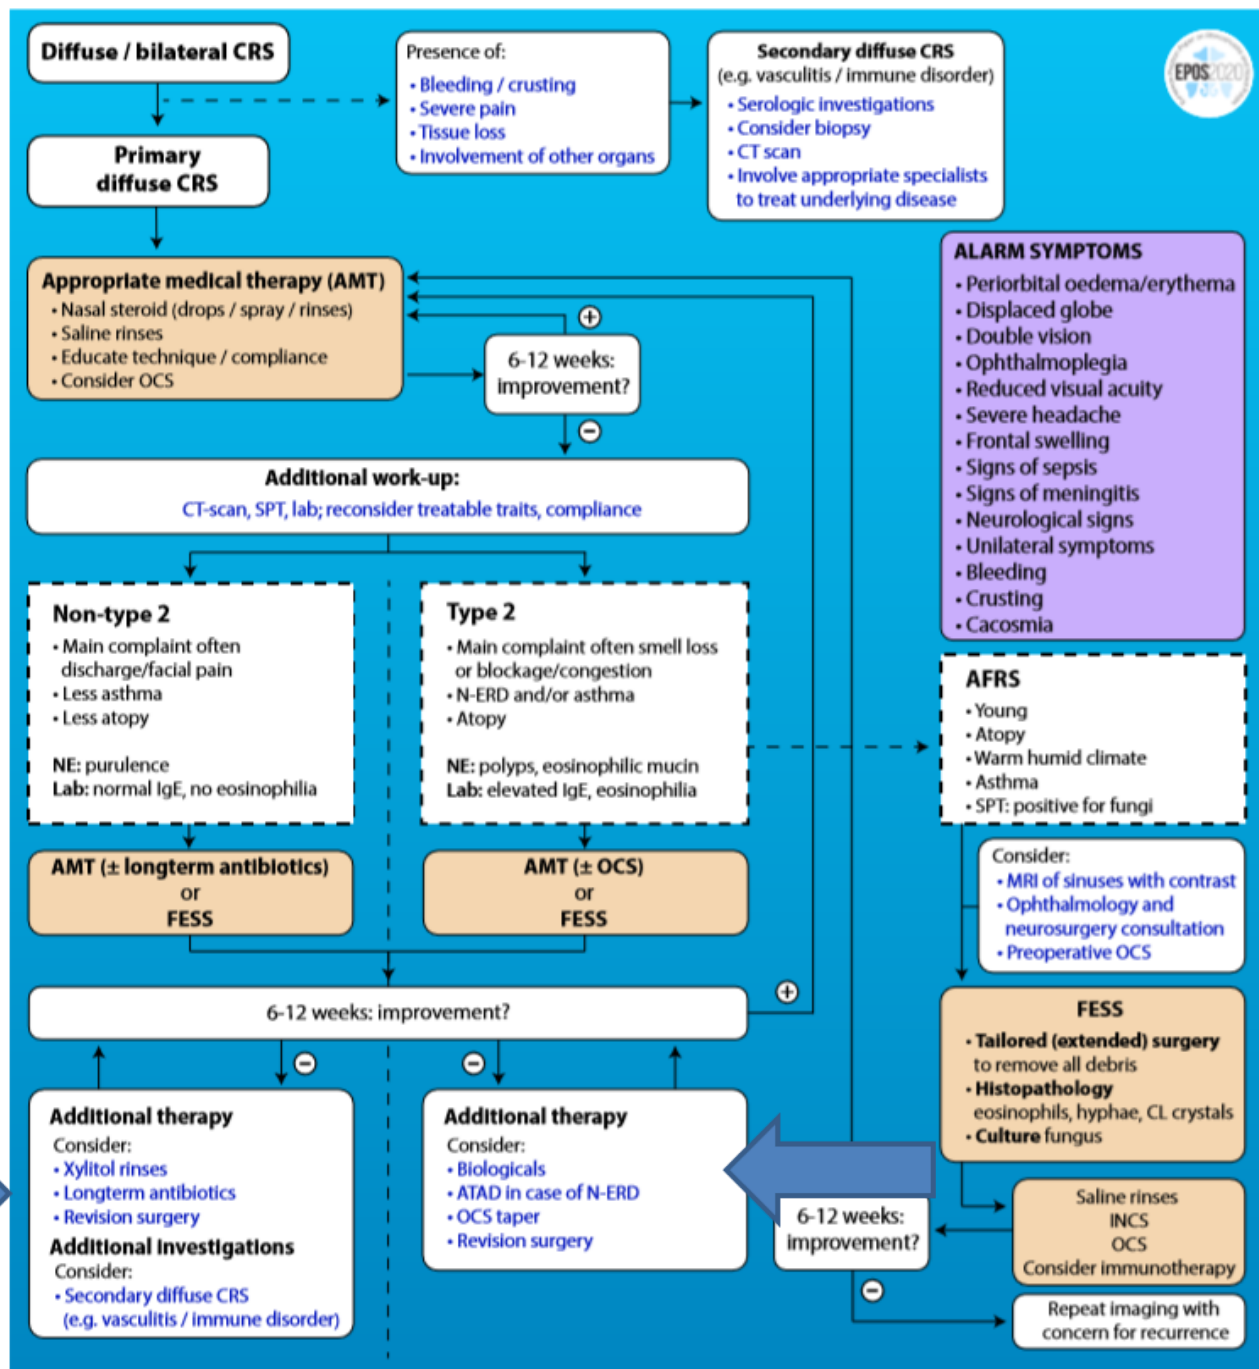 Diffuse / bilateral CRS
Presence of:
• Bleeding / crusting
• Severe pain
• Tissue loss
• Involvement of other organs
Secondary diffuse CRS
(e.g. vasculitis / immune disorder)
• Serologic investigations
• Consider biopsy
• CT scan
• Involve appropriate specialists
to treat underlying disease
EPOS2020
Primary
diffuse CRS
Appropriate medical therapy (AMT)
• Nasal steroid (drops / spray / rinses)
• Saline rinses
• Educate technique / compliance
• Consider OCS
+
6-12 weeks:
improvement?
−
ALARM SYMPTOMS
• Periorbital oedema/erythema
• Displaced globe
• Double vision
• Ophthalmoplegia
• Reduced visual acuity
• Severe headache
• Frontal swelling
• Signs of sepsis
• Signs of meningitis
• Neurological signs
• Unilateral symptoms
• Bleeding
• Crusting
• Cacosmia
Additional work-up:
CT-scan, SPT, lab; reconsider treatable traits, compliance
Non-type 2
• Main complaint often
discharge/facial pain
• Less asthma
• Less atopy
NE: purulence
Lab: normal IgE, no eosinophilia
Type 2
• Main complaint often smell loss
or blockage/congestion
• N-ERD and/or asthma
• Atopy
NE: polyps, eosinophilic mucin
Lab: elevated IgE, eosinophilia
AFRS
• Young
• Atopy
• Warm humid climate
• Asthma
• SPT: positive for fungi
AMT (± longterm antibiotics)
or
FESS
AMT (± OCS)
or
FESS
Consider:
• MRI of sinuses with contrast
• Ophthalmology and
neurosurgery consultation
• Preoperative OCS
6-12 weeks: improvement?
+
−
−
FESS
• Tailored (extended) surgery
to remove all debris
• Histopathology
eosinophils, hyphae, CL crystals
• Culture fungus
Additional therapy
Consider:
• Xylitol rinses
• Longterm antibiotics
• Revision surgery
Additional investigations
Consider:
• Secondary diffuse CRS
(e.g. vasculitis / immune disorder)
Additional therapy
Consider:
• Biologicals
• ATAD in case of N-ERD
• OCS taper
• Revision surgery
6-12 weeks:
improvement?
−
Saline rinses
INCS
OCS
Consider immunotherapy
Repeat imaging with
concern for recurrence